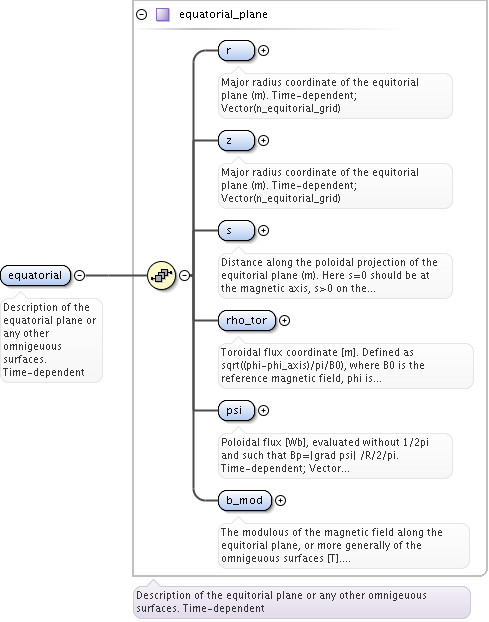 equatorial_plane
r
Major radius coordinate of the equitorial
plane (m). Time-dependent;
Vector(n_equitorial_grid)
z
Major radius coordinate of the equitorial
plane (m). Time-dependent;
Vector(n_equitorial_grid)
s
Distance along the poloidal projection of the
equitorial plane (m). Here s=0 should be at
the magnetic axis, s>0 on the...
equatorial
Description of the
equatorial plane or
any other
omnigeuous
surfaces.
Time-dependent
rho_tor
Toroidal flux coordinate [m]. Defined as
sqrt((phi-phi_axis)/pi/B0), where B0 is the
reference magnetic field, phi is...
psi
Poloidal flux [Wb], evaluated without 1/2pi
and such that Bp=|grad psi| /R/2/pi.
Time-dependent; Vector...
b_mod
The modulous of the magnetic field along the
equitorial plane, or more generally of the
omnigeuous surfaces [T]....
Description of the equitorial plane or any other omnigeuous
surfaces. Time-dependent